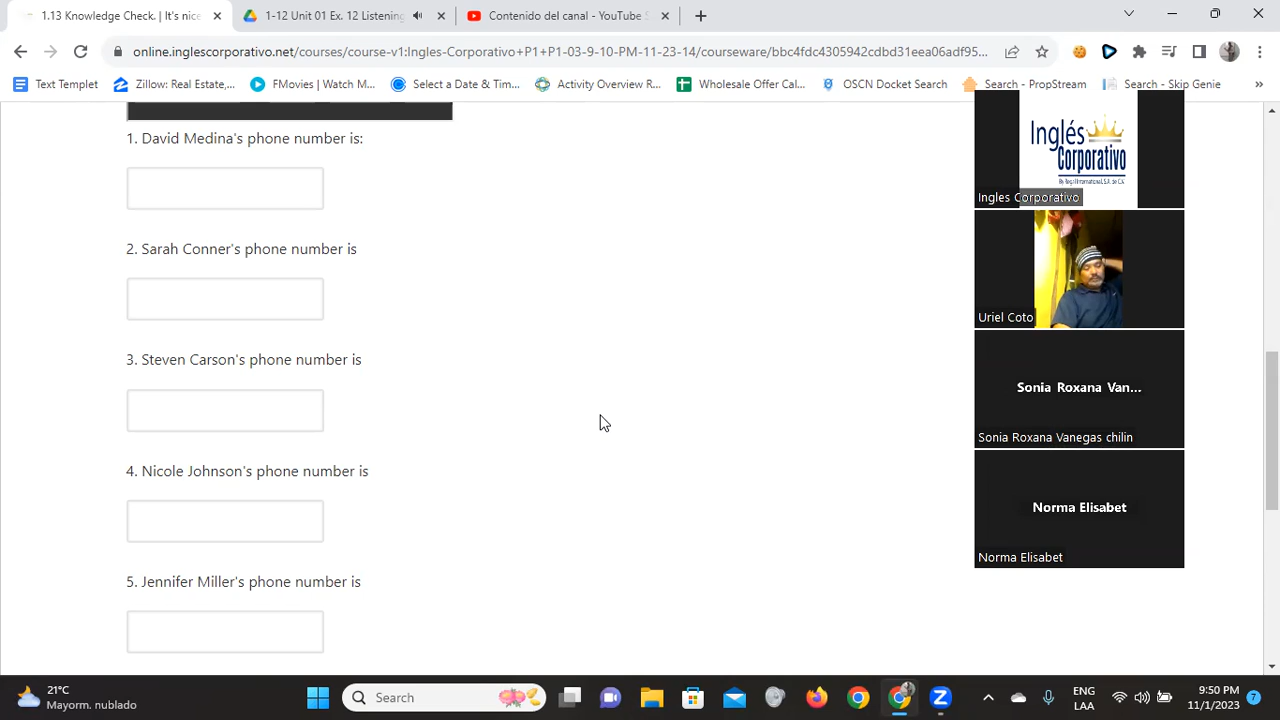 1.13 Knowledge Check. | It's nice
1-12 Unit 01 Ex. 12 Listening
Contenido del canal - YouTube S
online.inglescorporativo.net/courses/course-v1:Ingles-Corporativo+P1+P1-03-9-10-PM-11-23-14/courseware/bbc4fdc4305942cdbd31eea06adf95...
Text Templet
Zillow: Real Estate,...
FMovies | Watch M...
Select a Date & Tim...
Activity Overview R...
Wholesale Offer Cal...
OSCN Docket Search
Search - PropStream
Search - Skip Genie
»
1. David Medina's phone number is:
2. Sarah Conner's phone number is
3. Steven Carson's phone number is
4. Nicole Johnson's phone number is
5. Jennifer Miller's phone number is
Inglés
Corporativo
Ingles Corporativo
Uriel Coto
Sonia Roxana Van...
Sonia Roxana Vanegas chilin
Norma Elisabet
Norma Elisabet
21°C
Mayorm. nublado
Search
ENG
LAA
9:50 PM
11/1/2023
7